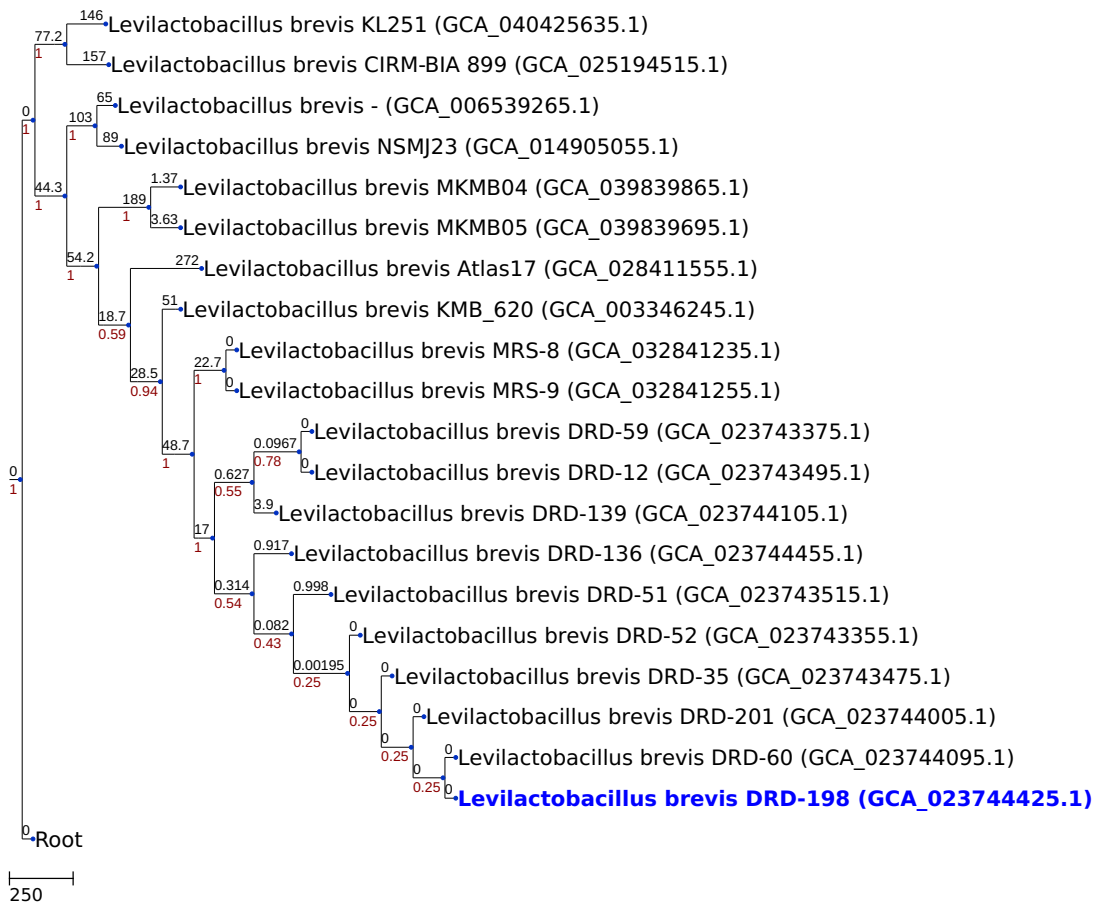 146
Levilactobacillus brevis KL251 (GCA_040425635.1)
77.2
1
157
Levilactobacillus brevis CIRM-BIA 899 (GCA_025194515.1)
65
Levilactobacillus brevis - (GCA_006539265.1)
0
1
103
1
89
Levilactobacillus brevis NSMJ23 (GCA_014905055.1)
1.37
Levilactobacillus brevis MKMB04 (GCA_039839865.1)
44.3
1
189
1
3.63
Levilactobacillus brevis MKMB05 (GCA_039839695.1)
54.2
1
272
Levilactobacillus brevis Atlas17 (GCA_028411555.1)
51
Levilactobacillus brevis KMB_620 (GCA_003346245.1)
18.7
0.59
0
Levilactobacillus brevis MRS-8 (GCA_032841235.1)
22.7
1
28.5
0.94
0
Levilactobacillus brevis MRS-9 (GCA_032841255.1)
0
Levilactobacillus brevis DRD-59 (GCA_023743375.1)
48.7
1
0.0967
0.78
0
Levilactobacillus brevis DRD-12 (GCA_023743495.1)
0
1
0.627
0.55
3.9
Levilactobacillus brevis DRD-139 (GCA_023744105.1)
17
1
0.917
Levilactobacillus brevis DRD-136 (GCA_023744455.1)
0.314
0.54
0.998
Levilactobacillus brevis DRD-51 (GCA_023743515.1)
0.082
0.43
0
Levilactobacillus brevis DRD-52 (GCA_023743355.1)
0.00195
0.25
0
Levilactobacillus brevis DRD-35 (GCA_023743475.1)
0
0.25
0
Levilactobacillus brevis DRD-201 (GCA_023744005.1)
0
0.25
0
Levilactobacillus brevis DRD-60 (GCA_023744095.1)
0
0.25
0
Levilactobacillus brevis DRD-198 (GCA_023744425.1)
0
Root
250